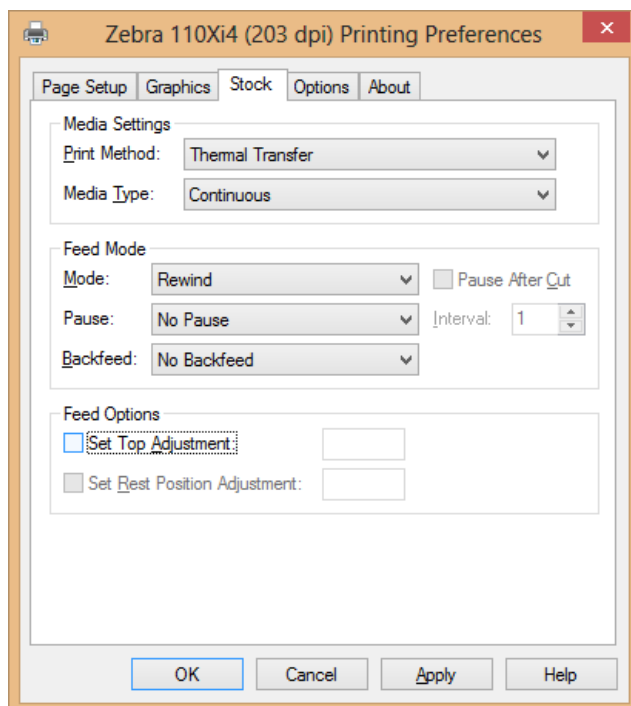 Zebra 110Xi4 (203 dpi) Printing Preferences
Page Setup Graphics Stock Options About
Media Settings
Print Method: Thermal Transfer
Media Type: Continuous
Feed Mode
Mode: Rewind Pause After Cut
Pause: No Pause Interval: 1
Backfeed: No Backfeed
Feed Options
Set Top Adjustment:
Set Rest Position Adjustment:
OK Cancel Apply Help